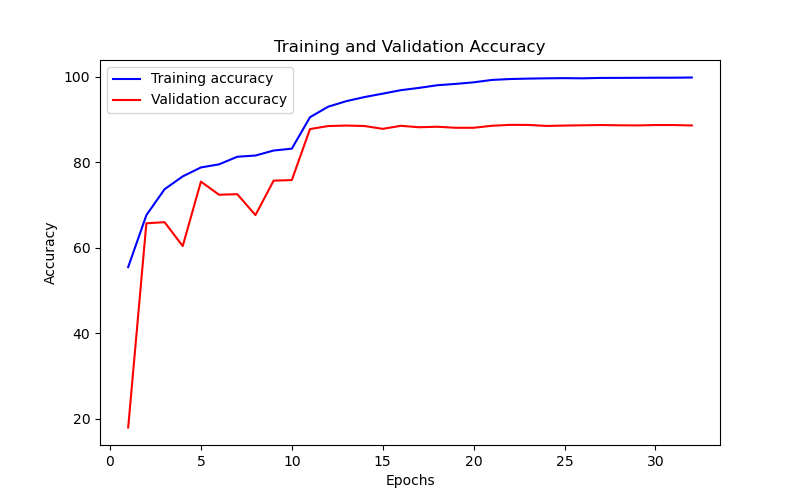 Training and Validation Accuracy
Training accuracy
Validation accuracy
100
80
60
40
20
Accuracy
0 5 10 15 20 25 30
Epochs